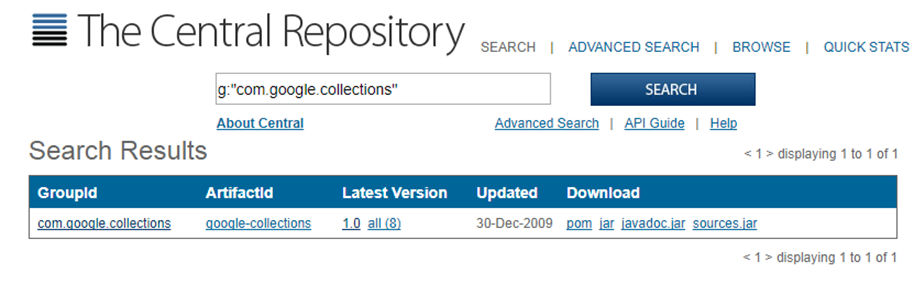 The Central Repository
SEARCH | ADVANCED SEARCH | BROWSE | QUICK STATS
g:"com.google.collections" SEARCH
About Central Advanced Search | API Guide | Help
Search Results
< 1 > displaying 1 to 1 of 1
GroupId ArtifactId Latest Version Updated Download
com.google.collections google-collections 1.0 all (8) 30-Dec-2009 pom jar javadoc.jar sources.jar
< 1 > displaying 1 to 1 of 1